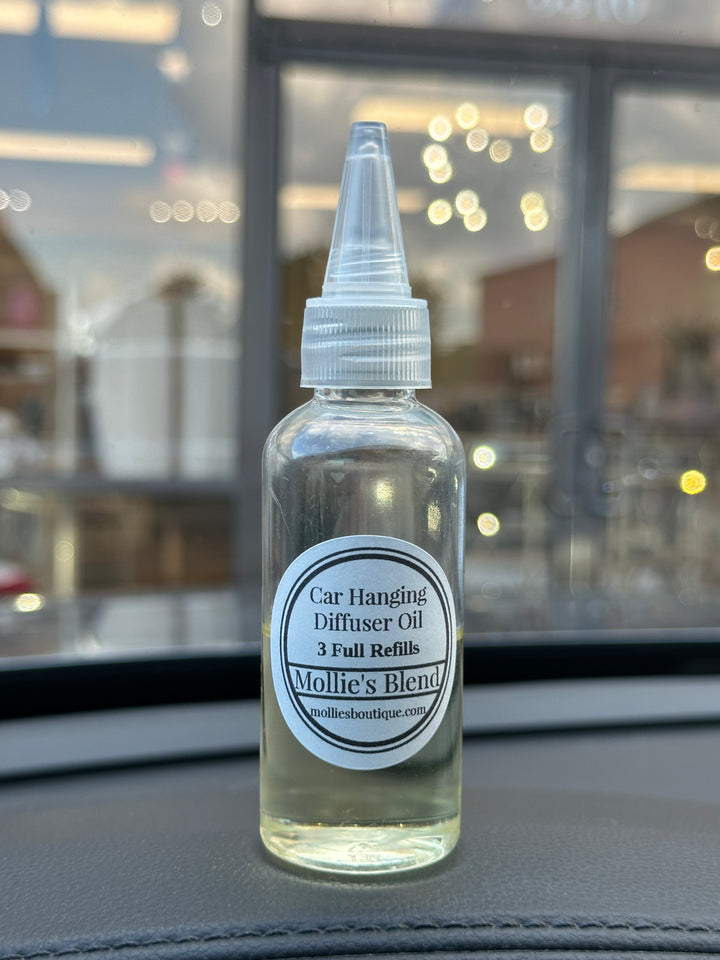 Car Hanging
Diffuser Oil
3 Full Refills
Mollie's Blend
molliesboutique.com